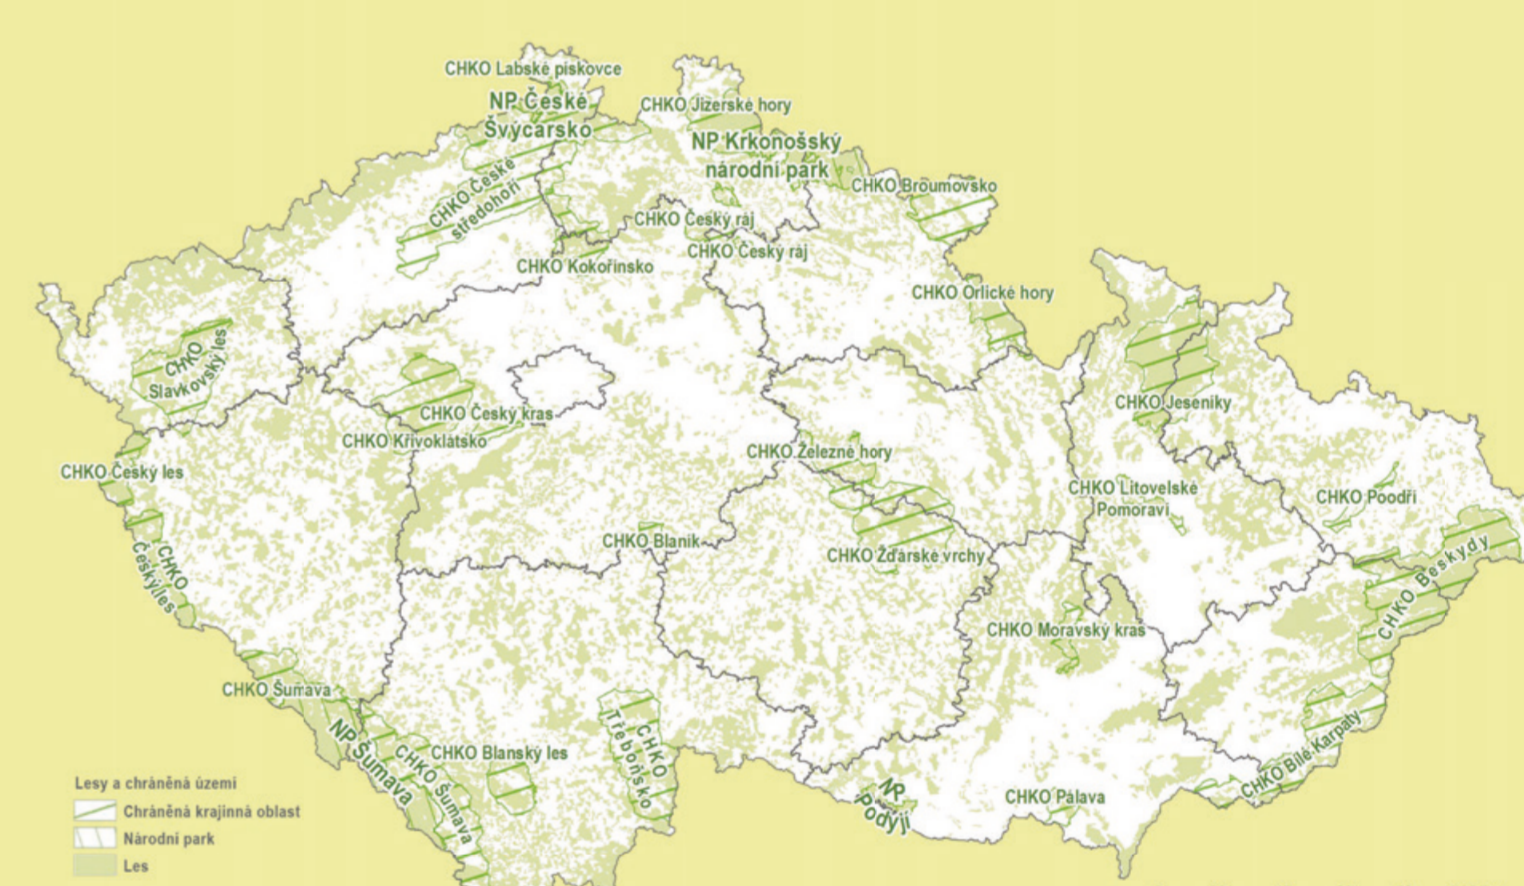 CHKO Labské pískovce
NP České
Švýcarsko
CHKO Jizerské hory
NP Krkonošský
národní park
CHKO České
středohoří
CHKO Broumovsko
CHKO Český ráj
CHKO Český ráj
CHKO Kokořínsko
CHKO Orlické hory
CHKO
Slavkovský les
CHKO Český kras
CHKO Křivoklátsko
CHKO Jeseníky
CHKO Železné hory
CHKO Český les
CHKO Litovelské
Pomoraví
CHKO Poodří
CHKO Blaník
CHKO Žďárské vrchy
CHKO
Český les
CHKO Beskydy
CHKO Moravský kras
CHKO Šumava
NP Šumava
CHKO Šumava
CHKO Blanský les
CHKO
Třeboňsko
CHKO Bílé Karpaty
NP
Podyjí
CHKO Pálava
Lesy a chráněná území
Chráněná krajinná oblast
Národní park
Les